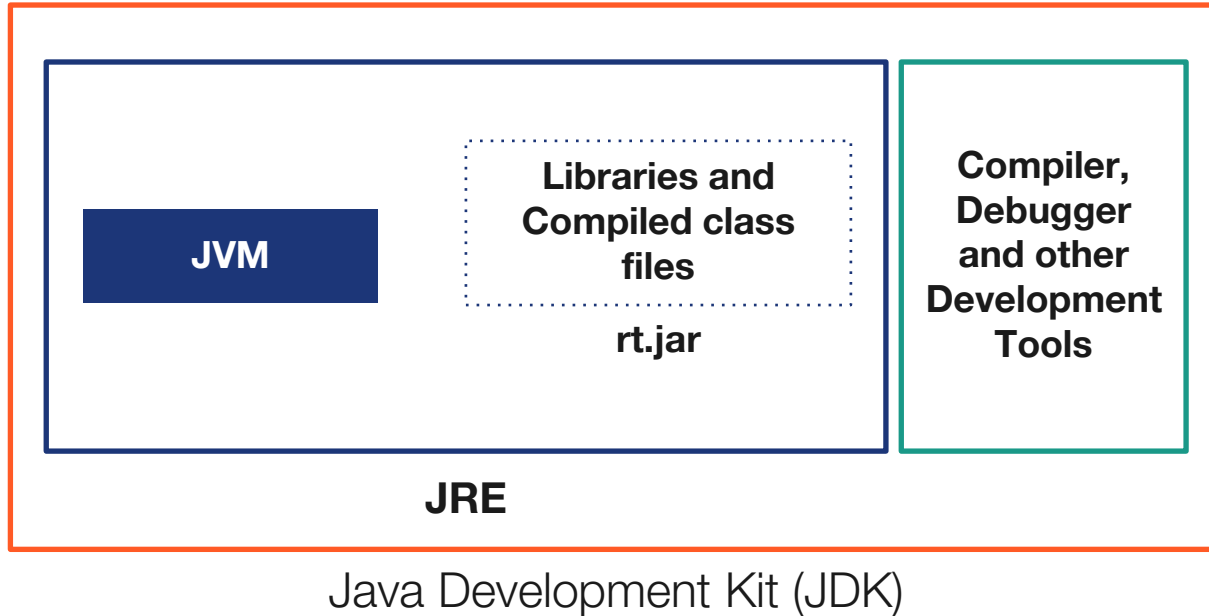 JVM
Libraries and
Compiled class
files
rt.jar
Compiler,
Debugger
and other
Development
Tools
JRE
Java Development Kit (JDK)